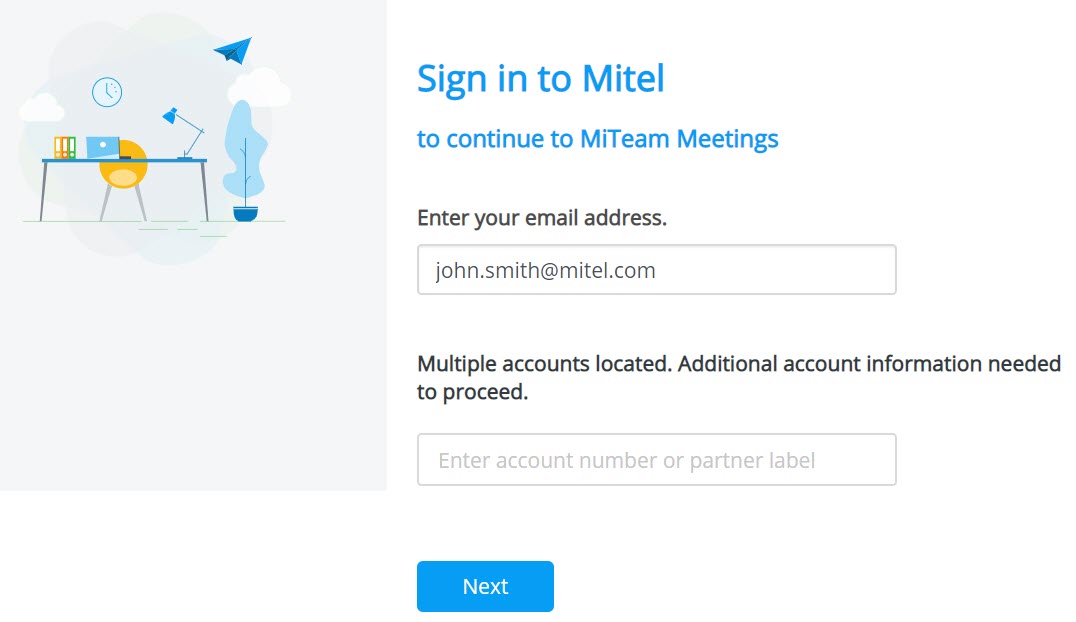 Sign in to Mitel
to continue to MiTeam Meetings
Enter your email address.
john.smith@mitel.com
Multiple accounts located. Additional account information needed
to proceed.
Enter account number or partner label
Next